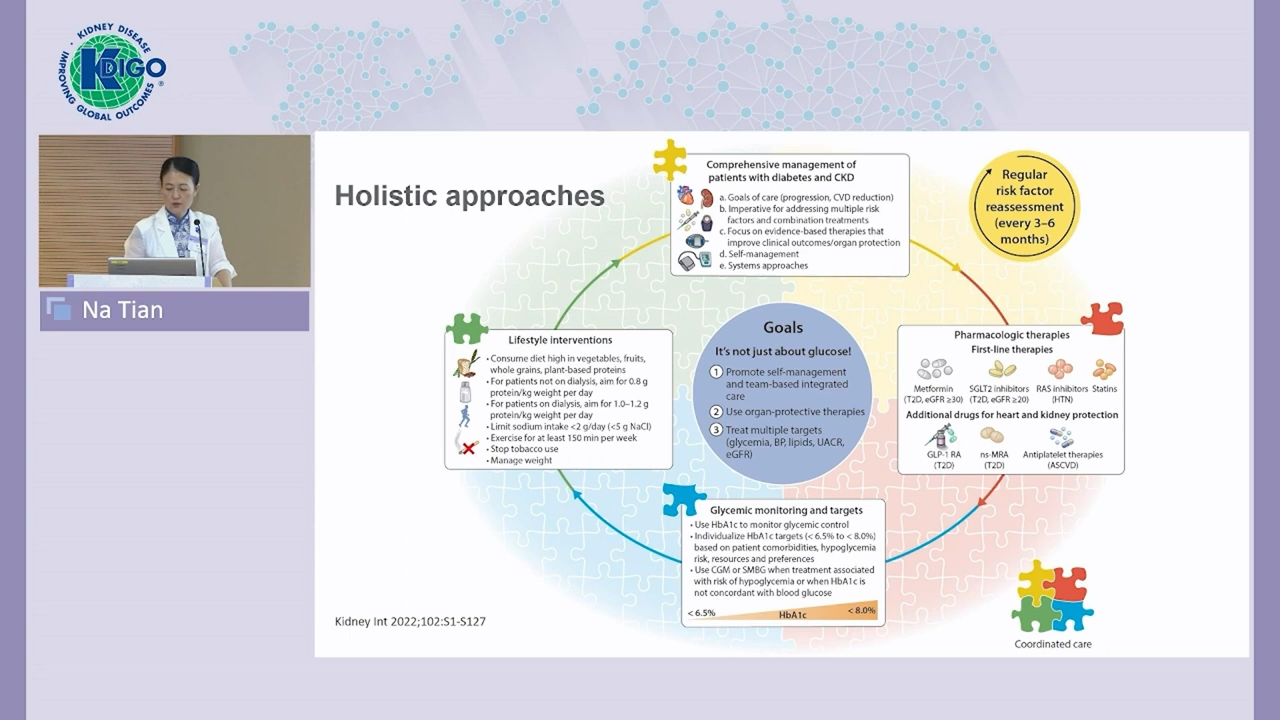 KIDNEY DISEASE
IMPROVING GLOBAL OUTCOMES
KDIGO
®
Na Tian
Holistic approaches
Comprehensive management of
patients with diabetes and CKD
a. Goals of care (progression, CVD reduction)
b. Imperative for addressing multiple risk
factors and combination treatments
c. Focus on evidence-based therapies that
improve clinical outcomes/organ protection
d. Self-management
e. Systems approaches
Regular
risk factor
reassessment
(every 3–6
months)
Lifestyle interventions
• Consume diet high in vegetables, fruits,
whole grains, plant-based proteins
• For patients not on dialysis, aim for 0.8 g
protein/kg weight per day
• For patients on dialysis, aim for 1.0–1.2 g
protein/kg weight per day
• Limit sodium intake <2 g/day (<5 g NaCl)
• Exercise for at least 150 min per week
• Stop tobacco use
• Manage weight
Goals
It's not just about glucose!
1 Promote self-management
and team-based integrated
care
2 Use organ-protective therapies
3 Treat multiple targets
(glycemia, BP, lipids, UACR,
eGFR)
Pharmacologic therapies
First-line therapies
Metformin
(T2D, eGFR ≥30)
SGLT2 inhibitors
(T2D, eGFR ≥20)
RAS inhibitors
(HTN)
Statins
Additional drugs for heart and kidney protection
GLP-1 RA
(T2D)
ns-MRA
(T2D)
Antiplatelet therapies
(ASCVD)
Glycemic monitoring and targets
• Use HbA1c to monitor glycemic control
• Individualize HbA1c targets (< 6.5% to < 8.0%)
based on patient comorbidities, hypoglycemia
risk, resources and preferences
• Use CGM or SMBG when treatment associated
with risk of hypoglycemia or when HbA1c is
not concordant with blood glucose
< 6.5%
HbA1c
< 8.0%
Kidney Int 2022;102:S1-S127
Coordinated care